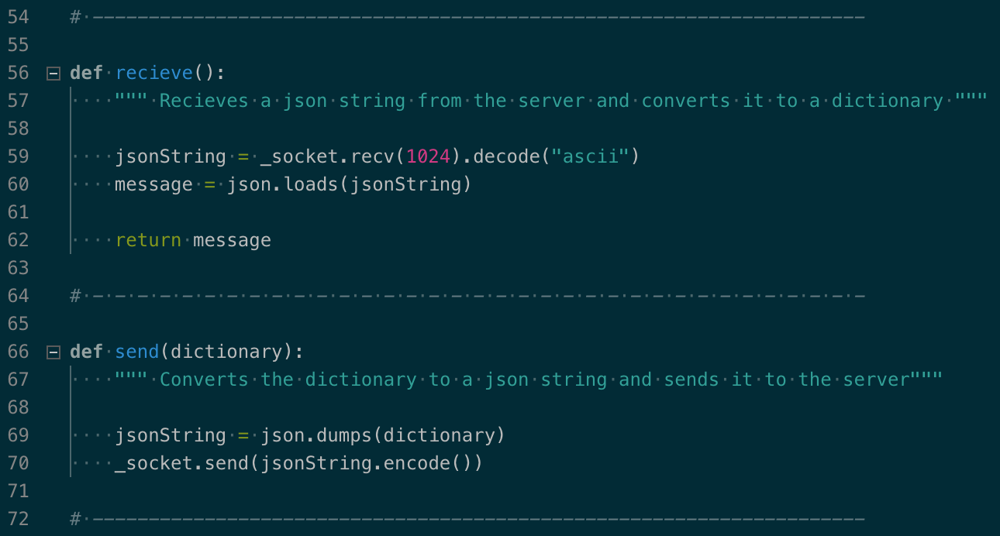 54 # ---------------------------------------------------------------------
55
56 def recieve():
57     """ Recieves a json string from the server and converts it to a dictionary """
58
59     jsonString = _socket.recv(1024).decode("ascii")
60     message = json.loads(jsonString)
61
62     return message
63
64 # - - - - - - - - - - - - - - - - - - - - - - - - - - - - - - - - - - -
65
66 def send(dictionary):
67     """ Converts the dictionary to a json string and sends it to the server"""
68
69     jsonString = json.dumps(dictionary)
70     _socket.send(jsonString.encode())
71
72 # ---------------------------------------------------------------------